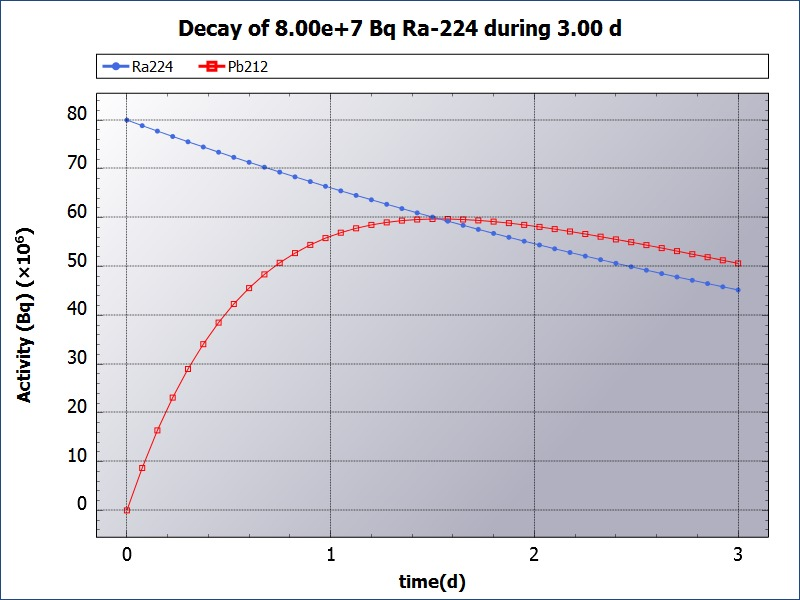 Decay of 8.00e+7 Bq Ra-224 during 3.00 d
Ra224 Pb212
80
70
60
50
40
30
20
10
0
Activity (Bq) (×10⁶)
0 1 2 3
time(d)